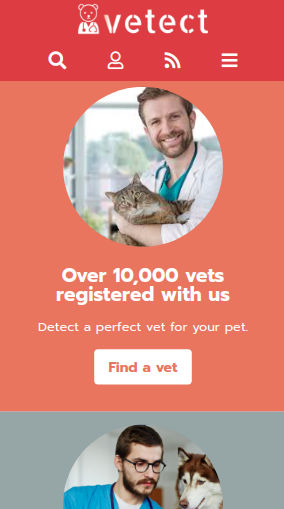 vetect
Over 10,000 vets
registered with us
Detect a perfect vet for your pet.
Find a vet